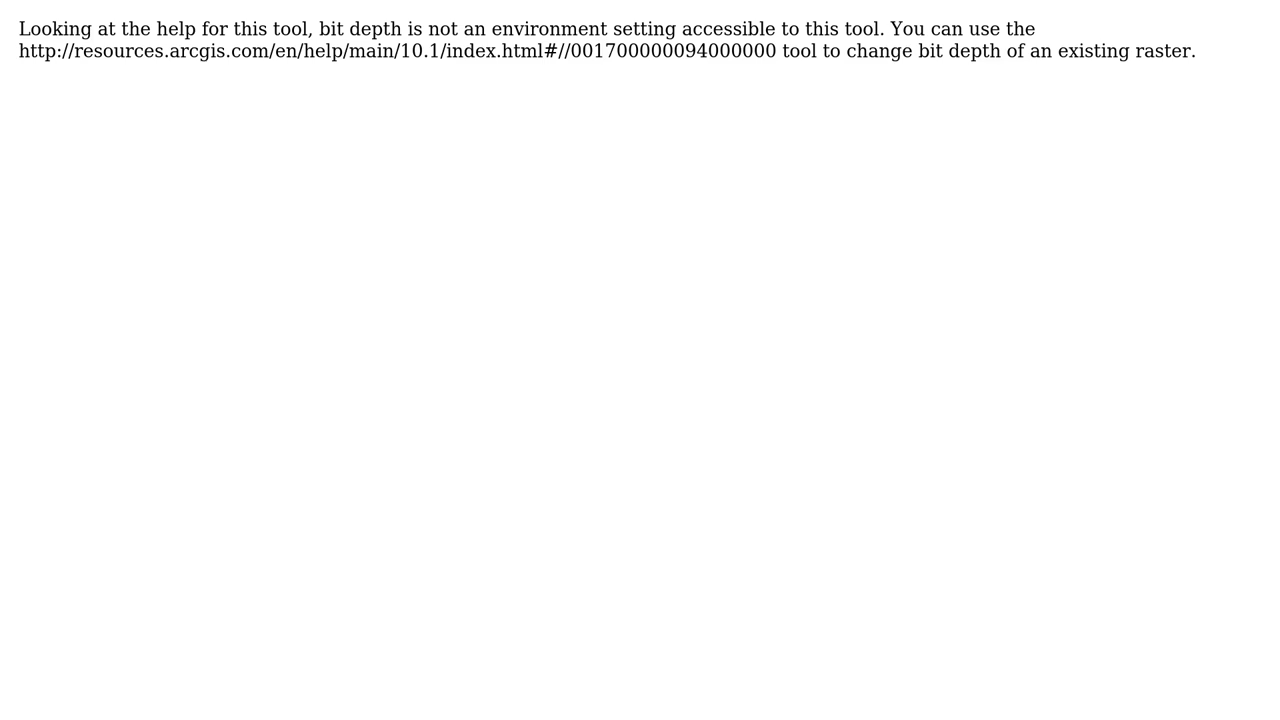 Looking at the help for this tool, bit depth is not an environment setting accessible to this tool. You can use the
http://resources.arcgis.com/en/help/main/10.1/index.html#//001700000094000000 tool to change bit depth of an existing raster.